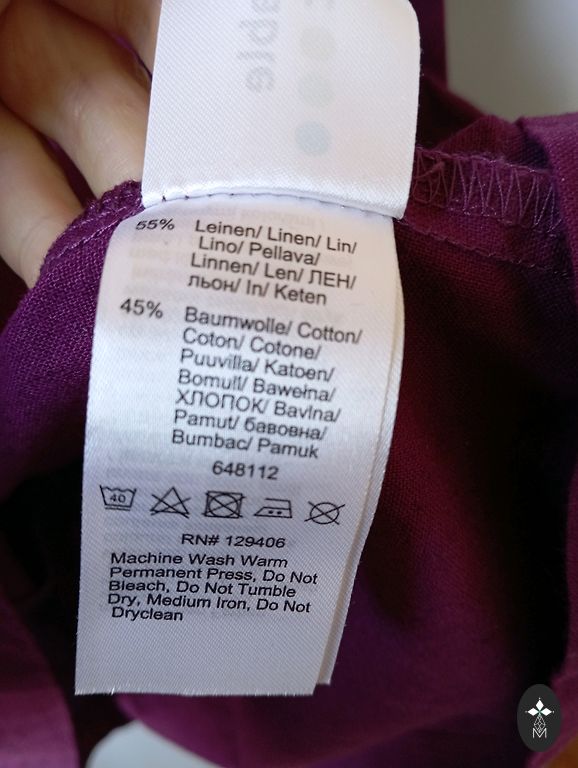 able
55% Leinen/ Linen/ Lin/
Lino/ Pellava/
Linnen/ Len/ ЛЕН/
льон/ In/ Keten
45% Baumwolle/ Cotton/
Coton/ Cotone/
Puuvilla/ Katoen/
Bomull/ Bawełna/
ХЛОПОК/ Bavlna/
Pamut/ бавовна/
Bumbac/ Pamuk
648112
40
RN# 129406
Machine Wash Warm
Permanent Press, Do Not
Bleach, Do Not Tumble
Dry, Medium Iron, Do Not
Dryclean
M